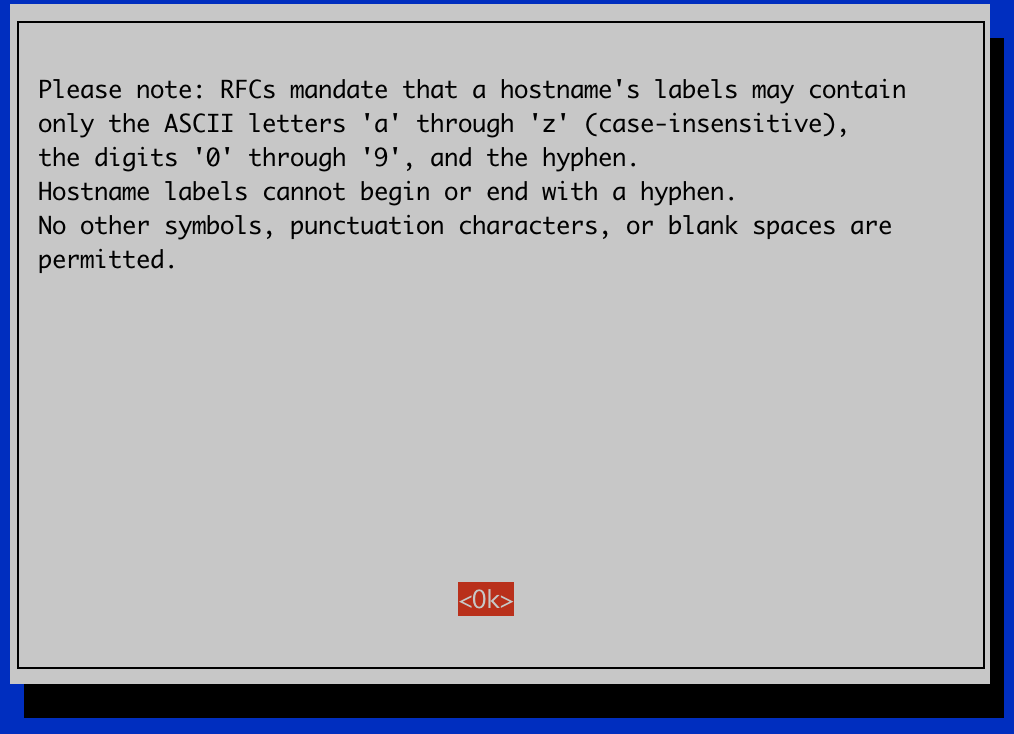 Please note: RFCs mandate that a hostname's labels may contain
only the ASCII letters 'a' through 'z' (case-insensitive),
the digits '0' through '9', and the hyphen.
Hostname labels cannot begin or end with a hyphen.
No other symbols, punctuation characters, or blank spaces are
permitted.
<Ok>